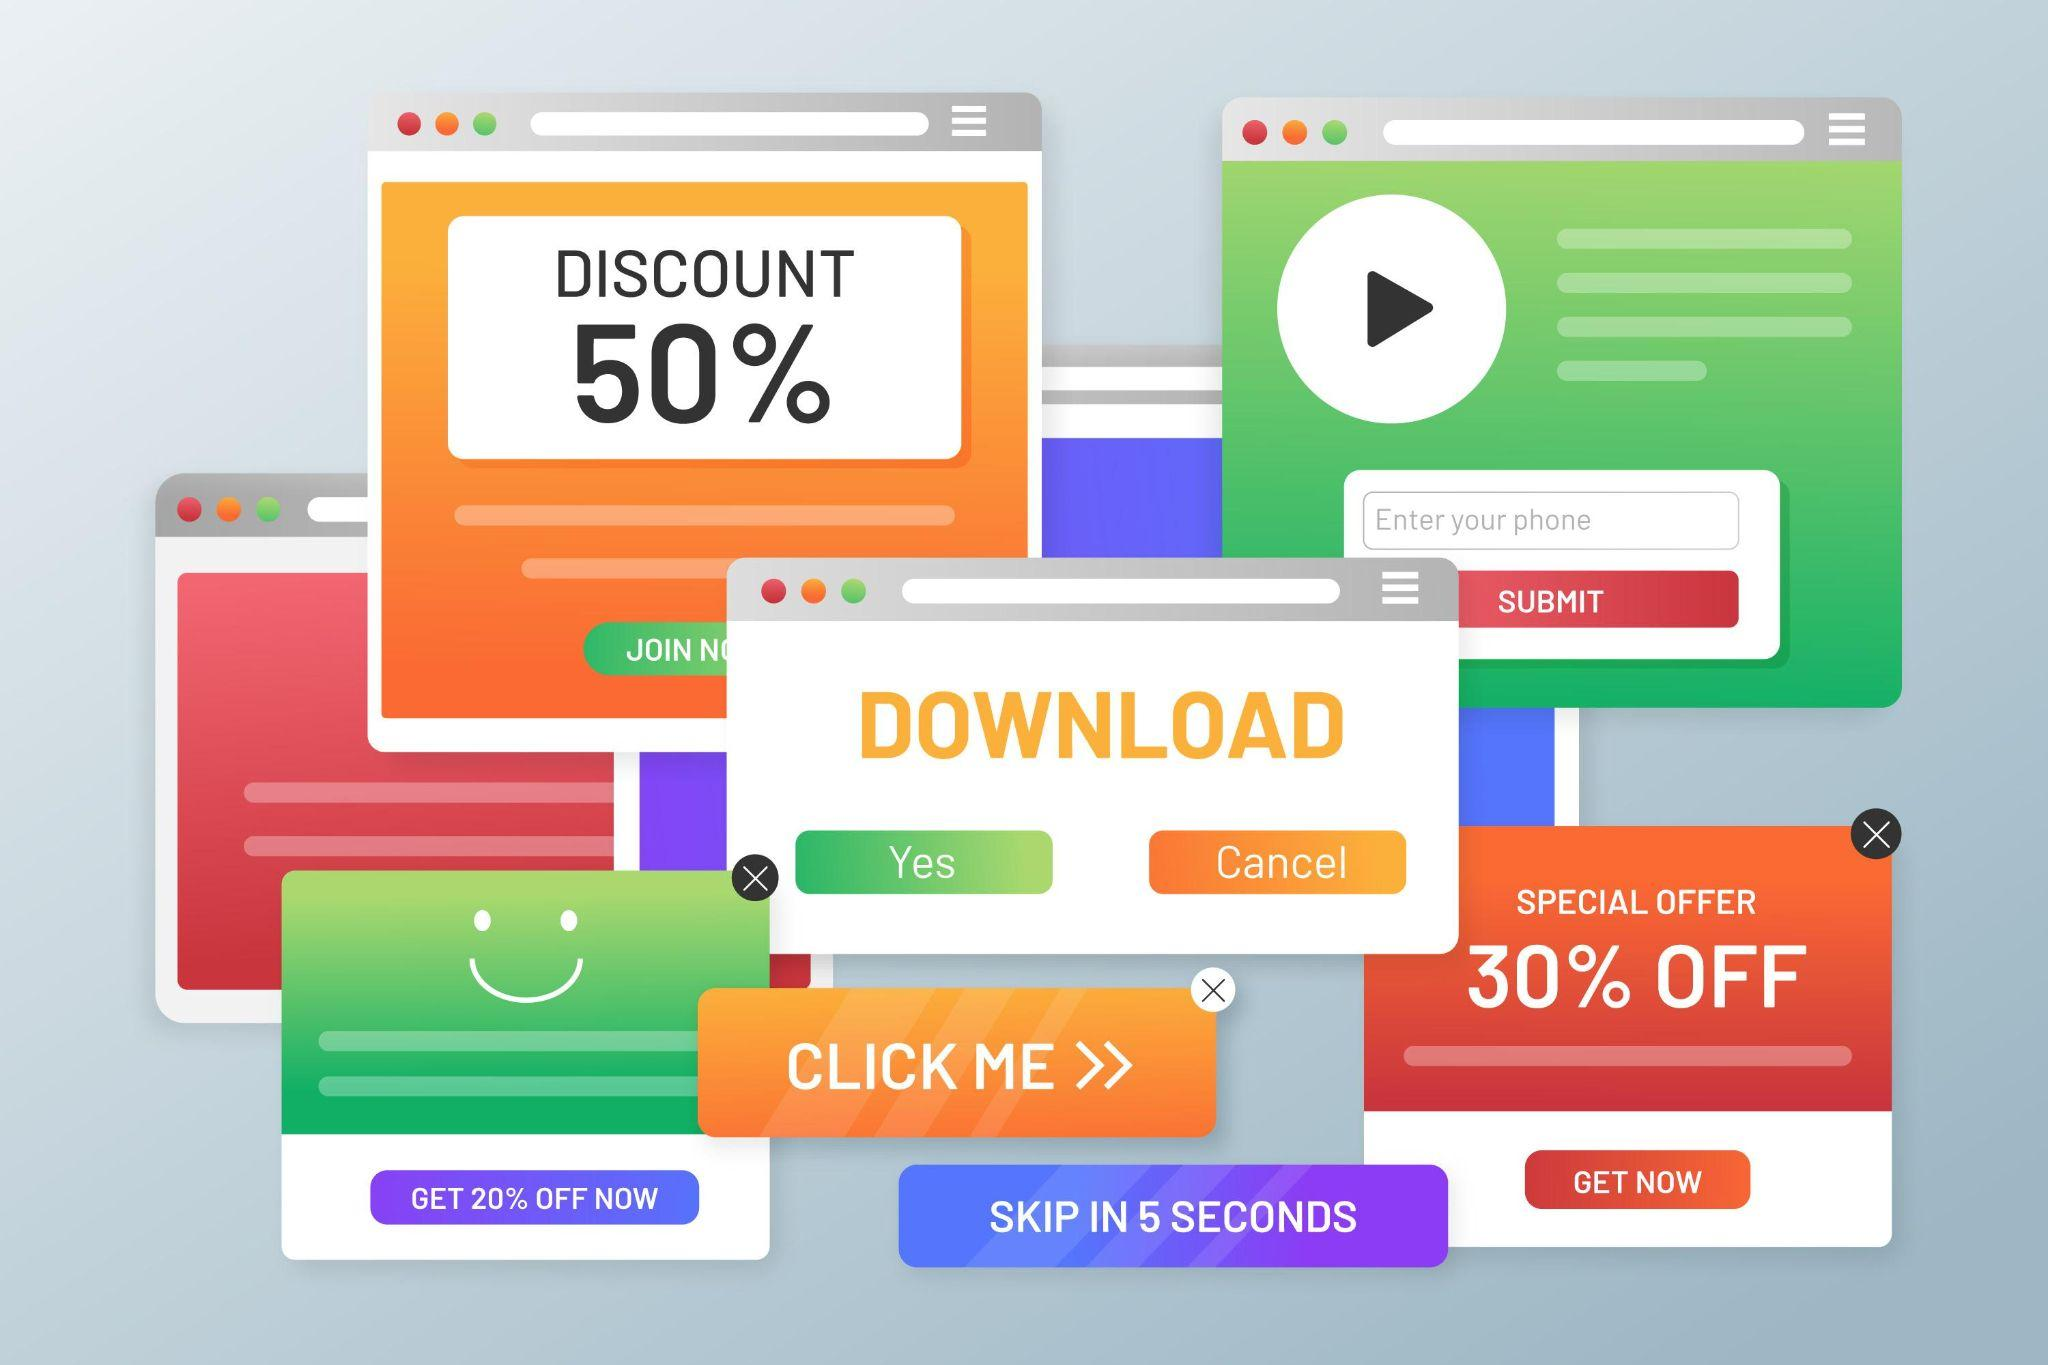 DISCOUNT
50%
JOIN
Enter your phone
SUBMIT
DOWNLOAD
Yes
Cancel
SPECIAL OFFER
30% OFF
GET NOW
CLICK ME
GET 20% OFF NOW
SKIP IN 5 SECONDS